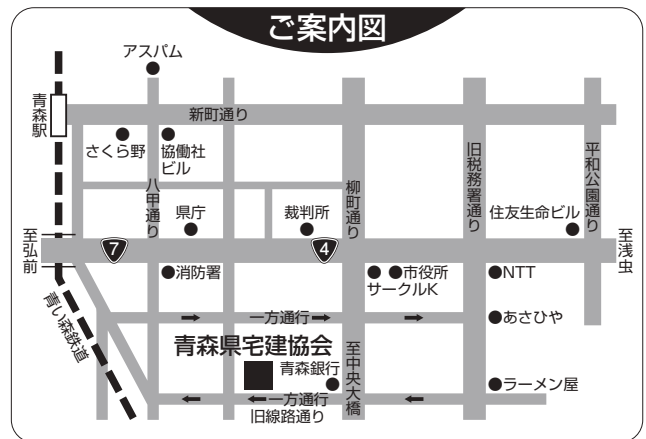 ご案内図
アスパム
青森駅
新町通り
さくら野
協働社
ビル
八甲通り
県庁
裁判所
柳町通り
旧税務署通り
住友生命ビル
平和公園通り
至弘前
7
4
至浅虫
消防署
市役所
サークルK
NTT
青い森鉄道
一方通行
あさひや
青森県宅建協会
青森銀行
至中央大橋
ラーメン屋
一方通行
旧線路通り